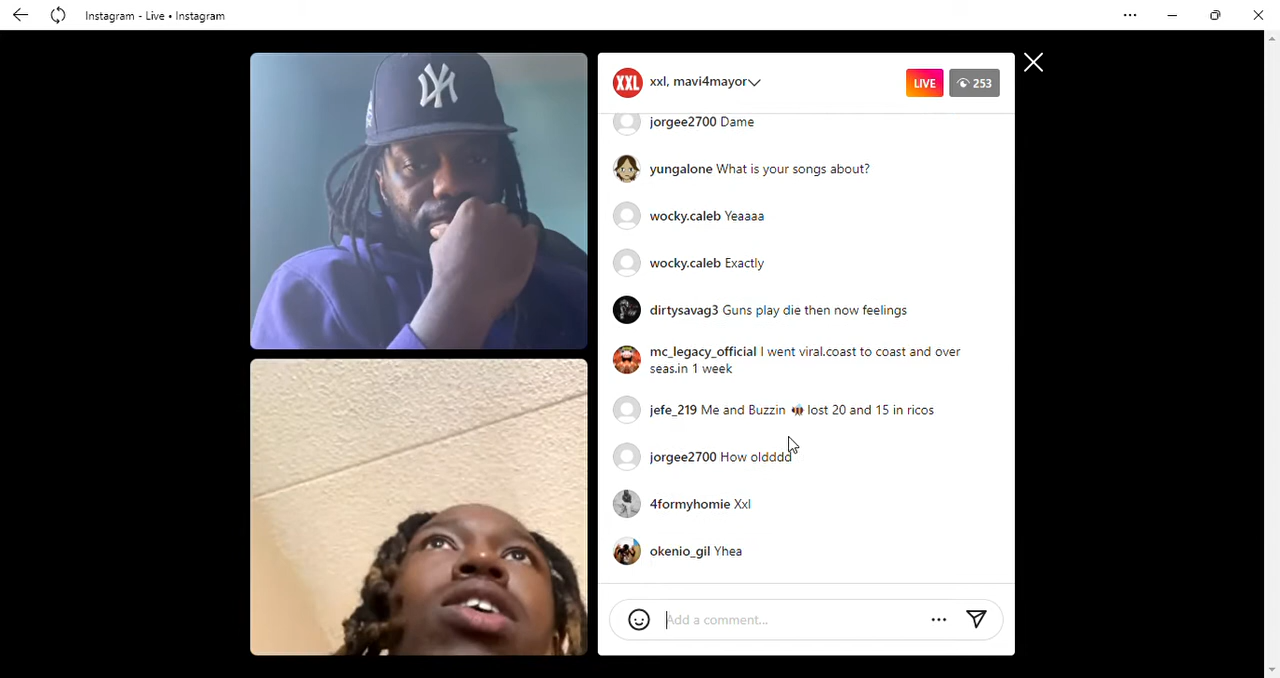 Instagram - Live • Instagram
XXL xxl, mavi4mayor
LIVE 253
jorgee2700 Dame
yungalone What is your songs about?
wocky.caleb Yeaaaa
wocky.caleb Exactly
dirtysavag3 Guns play die then now feelings
mc_legacy_official I went viral.coast to coast and over
seas.in 1 week
jefe_219 Me and Buzzin 🐝 lost 20 and 15 in ricos
jorgee2700 How oldddd
4formyhomie Xxl
okenio_gil Yhea
Add a comment...
NY